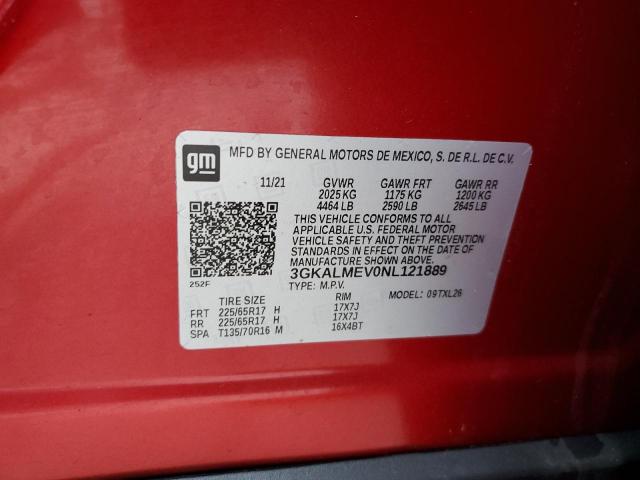 gm
MFD BY GENERAL MOTORS DE MEXICO, S. DE R.L. DE C.V.
11/21 GVWR GAWR FRT GAWR RR
2025 KG 1175 KG 1200 KG
4464 LB 2590 LB 2645 LB
THIS VEHICLE CONFORMS TO ALL
APPLICABLE U.S. FEDERAL MOTOR
VEHICLE SAFETY AND THEFT PREVENTION
STANDARDS IN EFFECT ON THE DATE
OF MANUFACTURE SHOWN ABOVE.
3GKALMEV0NL121889
252F TYPE: M.P.V. MODEL: 09TXL26
TIRE SIZE RIM
FRT 225/65R17 H 17X7J
RR 225/65R17 H 17X7J
SPA T135/70R16 M 16X4BT